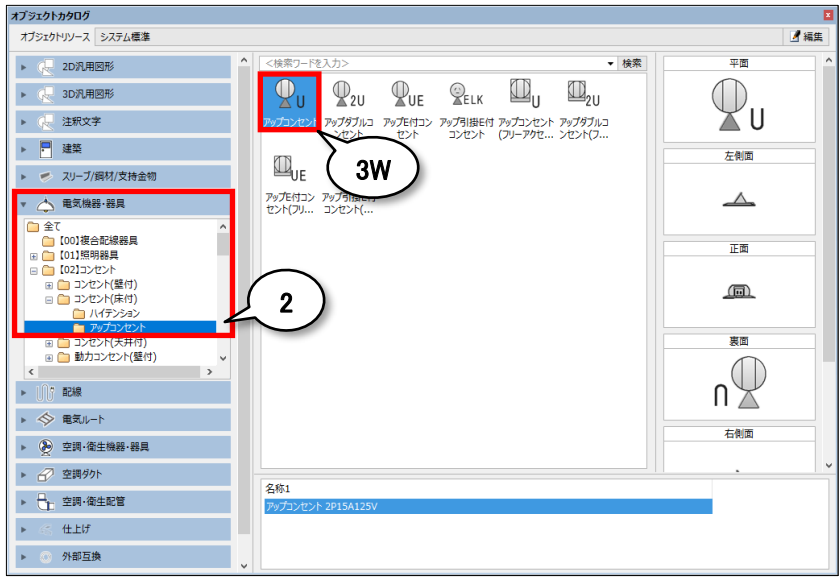 オブジェクトカタログ
オブジェクトリソース システム標準
編集
2D汎用図形
3D汎用図形
注釈文字
建築
スリーブ/鋼材/支持金物
電気機器・器具
全て
【00】複合配線器具
【01】照明器具
【02】コンセント
コンセント(壁付)
コンセント(床付)
ハイテンション
アップコンセント
コンセント(天井付)
動力コンセント(壁付)
配線
電気ルート
空調・衛生機器・器具
空調ダクト
空調・衛生配管
仕上げ
外部互換
2
<検索ワードを入力>
検索
U 2U UE ELK U 2U
アップコンセント アップダブルコンセント アップE付コンセント アップ引掛E付コンセント アップコンセント(フリーアクセ... アップダブルコンセント(フ...
UE
アップE付コンセント(フリ... コンセント(...
3W
名称1
アップコンセント 2P15A125V
平面
U
左側面
正面
裏面
U
右側面